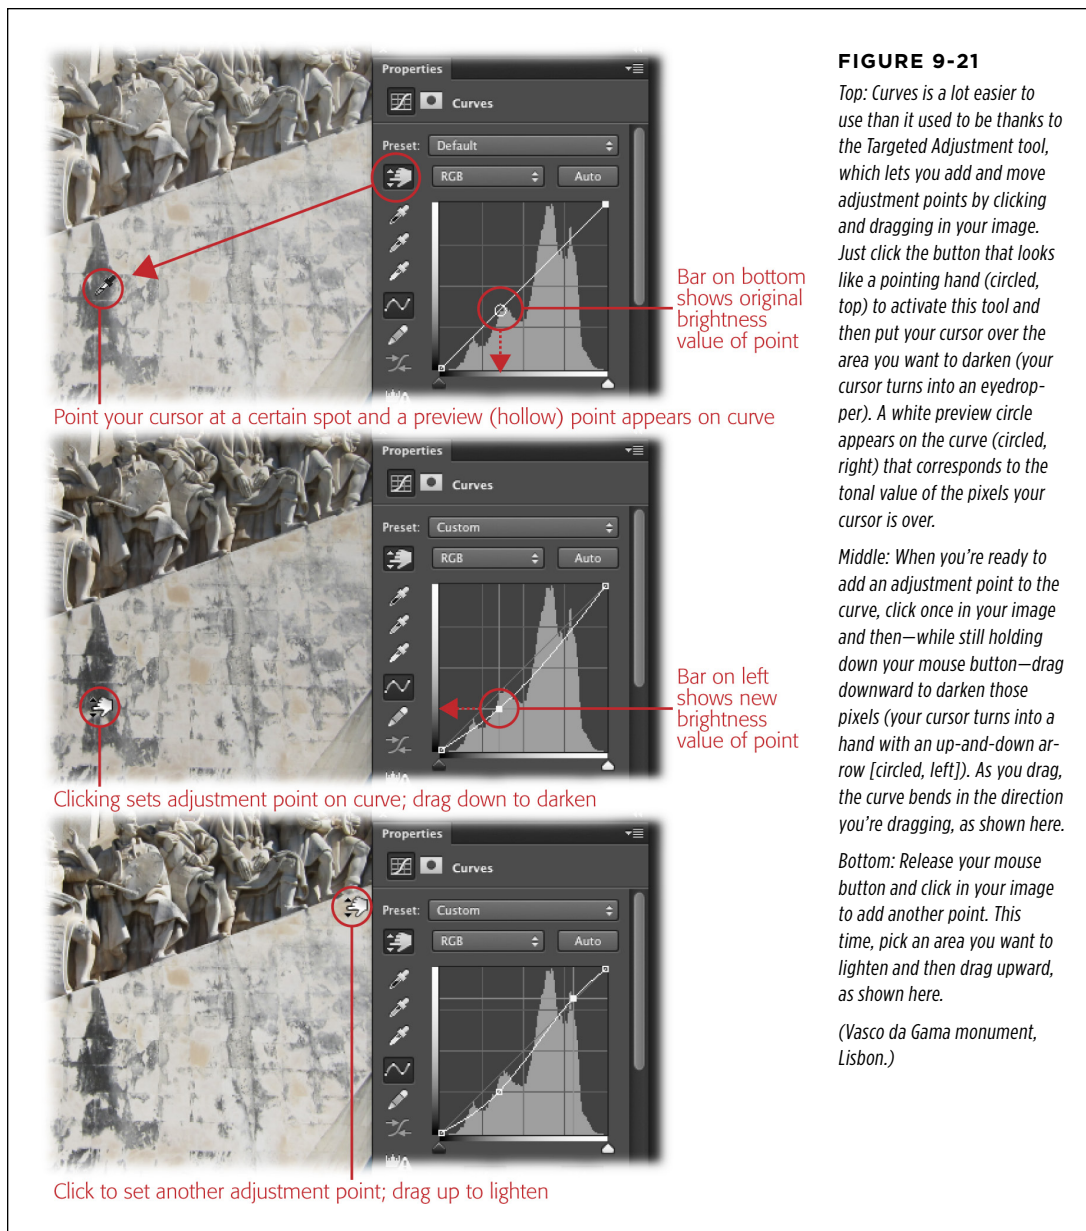 Properties
Curves
Preset: Default
RGB Auto
Bar on bottom
shows original
brightness
value of point
Point your cursor at a certain spot and a preview (hollow) point appears on curve
Properties
Curves
Preset: Custom
RGB Auto
Bar on left
shows new
brightness
value of point
Clicking sets adjustment point on curve; drag down to darken
Properties
Curves
Preset: Custom
RGB Auto
Click to set another adjustment point; drag up to lighten
FIGURE 9-21
Top: Curves is a lot easier to
use than it used to be thanks to
the Targeted Adjustment tool,
which lets you add and move
adjustment points by clicking
and dragging in your image.
Just click the button that looks
like a pointing hand (circled,
top) to activate this tool and
then put your cursor over the
area you want to darken (your
cursor turns into an eyedrop-
per). A white preview circle
appears on the curve (circled,
right) that corresponds to the
tonal value of the pixels your
cursor is over.
Middle: When you’re ready to
add an adjustment point to the
curve, click once in your image
and then—while still holding
down your mouse button—drag
downward to darken those
pixels (your cursor turns into a
hand with an up-and-down ar-
row [circled, left]). As you drag,
the curve bends in the direction
you’re dragging, as shown here.
Bottom: Release your mouse
button and click in your image
to add another point. This
time, pick an area you want to
lighten and then drag upward,
as shown here.
(Vasco da Gama monument,
Lisbon.)